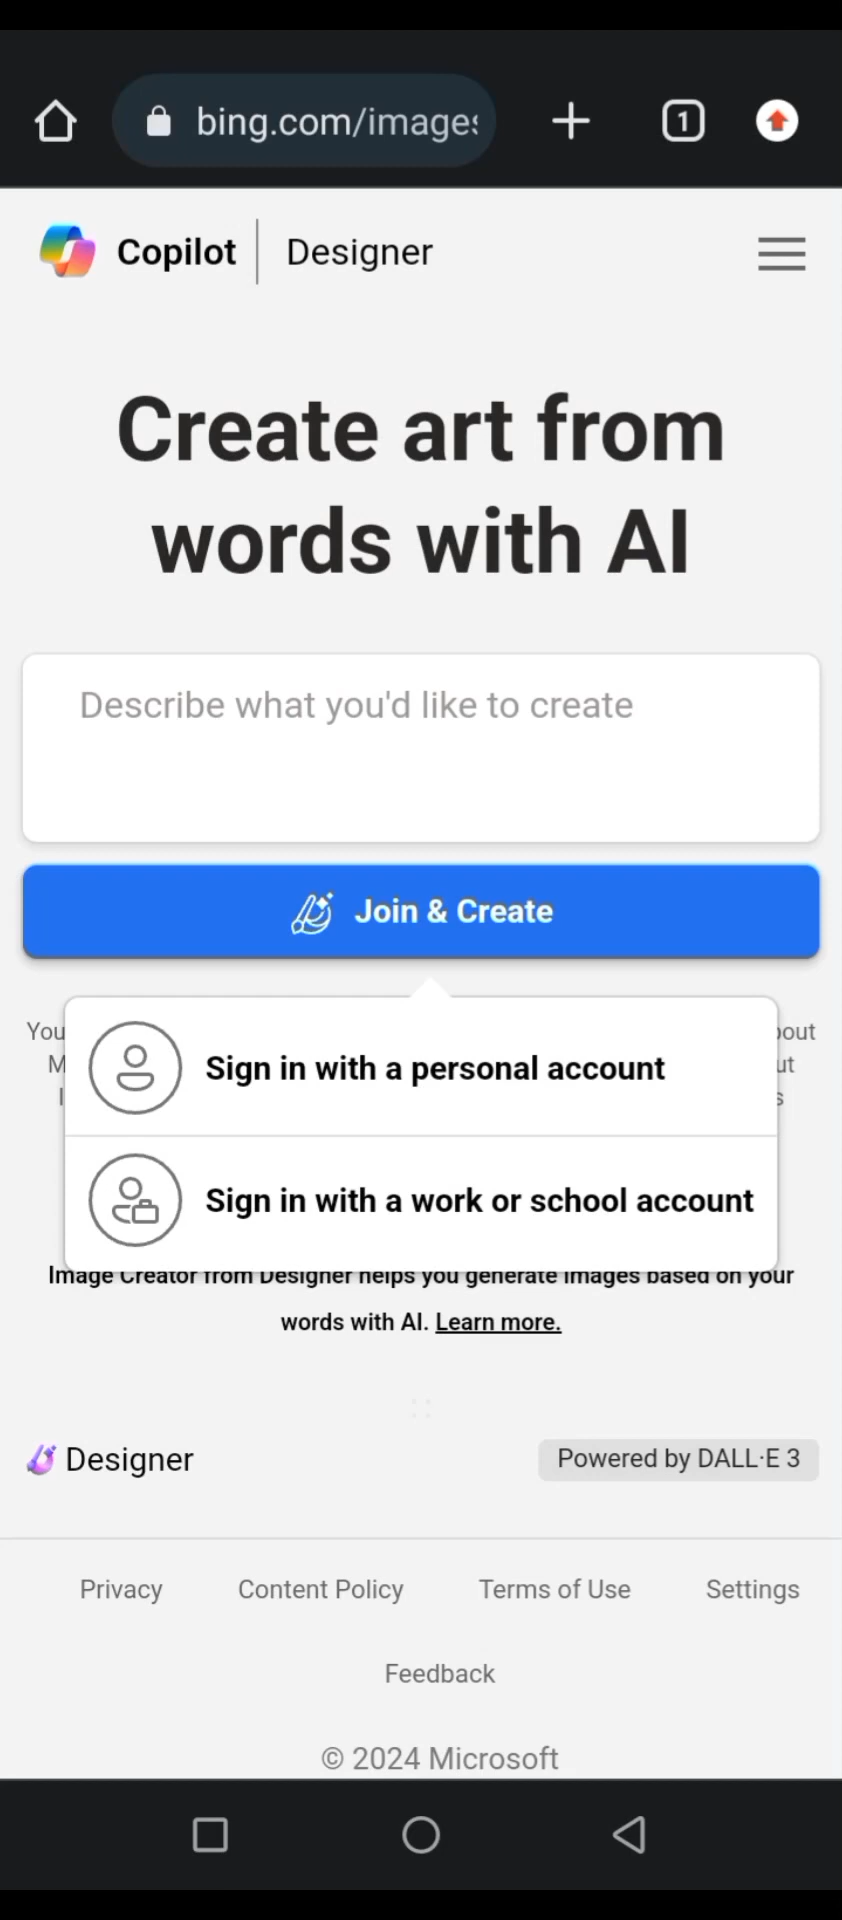 bing.com/images
1
Copilot
Designer
Create art from
words with AI
Describe what you'd like to create
Join & Create
Sign in with a personal account
Sign in with a work or school account
Image Creator from Designer helps you generate images based on your
words with AI. Learn more.
Designer
Powered by DALL·E 3
Privacy Content Policy Terms of Use Settings
Feedback
© 2024 Microsoft